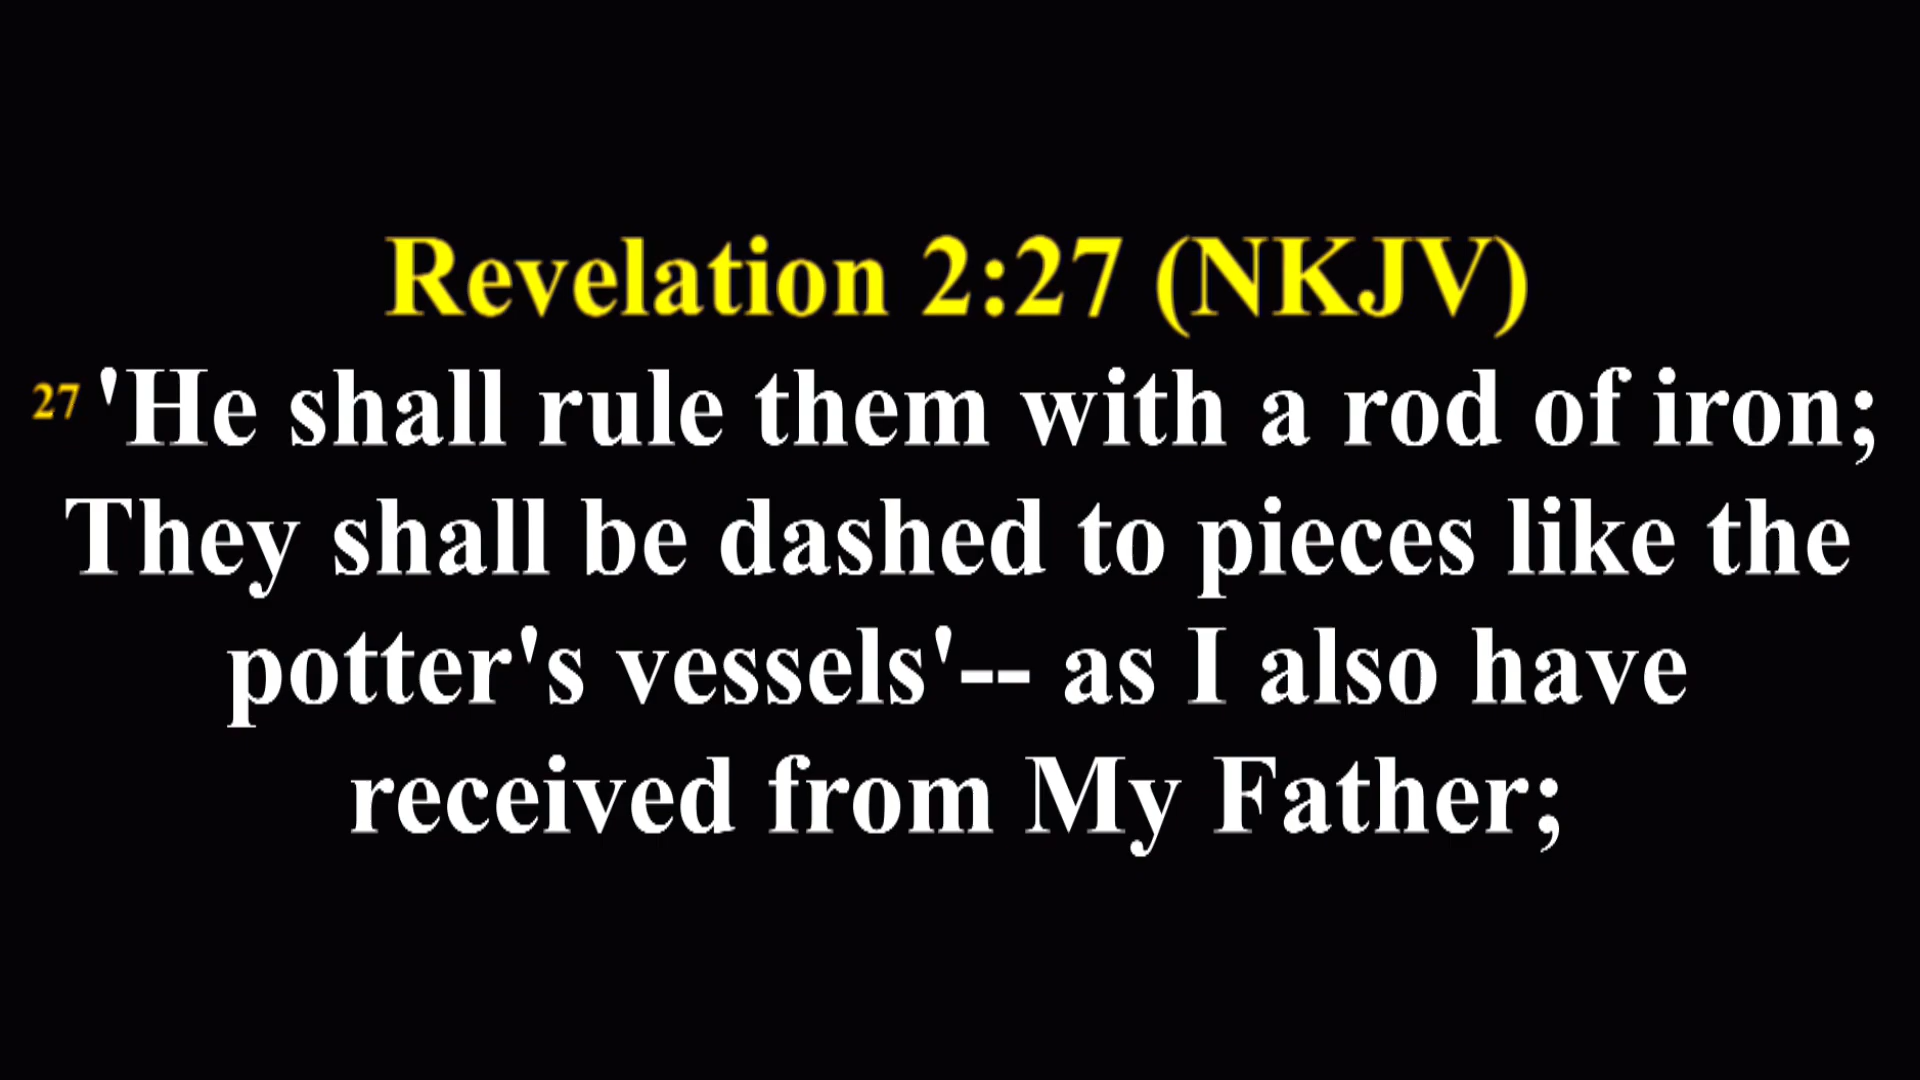 Revelation 2:27 (NKJV)
27 'He shall rule them with a rod of iron;
They shall be dashed to pieces like the
potter's vessels'-- as I also have
received from My Father;